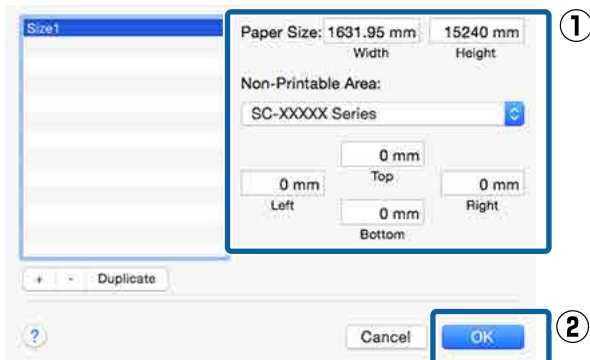 Size1
Paper Size: 1631.95 mm 15240 mm
Width Height
Non-Printable Area:
SC-XXXXX Series
0 mm
Top
0 mm 0 mm
Left Right
0 mm
Bottom
+ - Duplicate
? Cancel OK
1
2